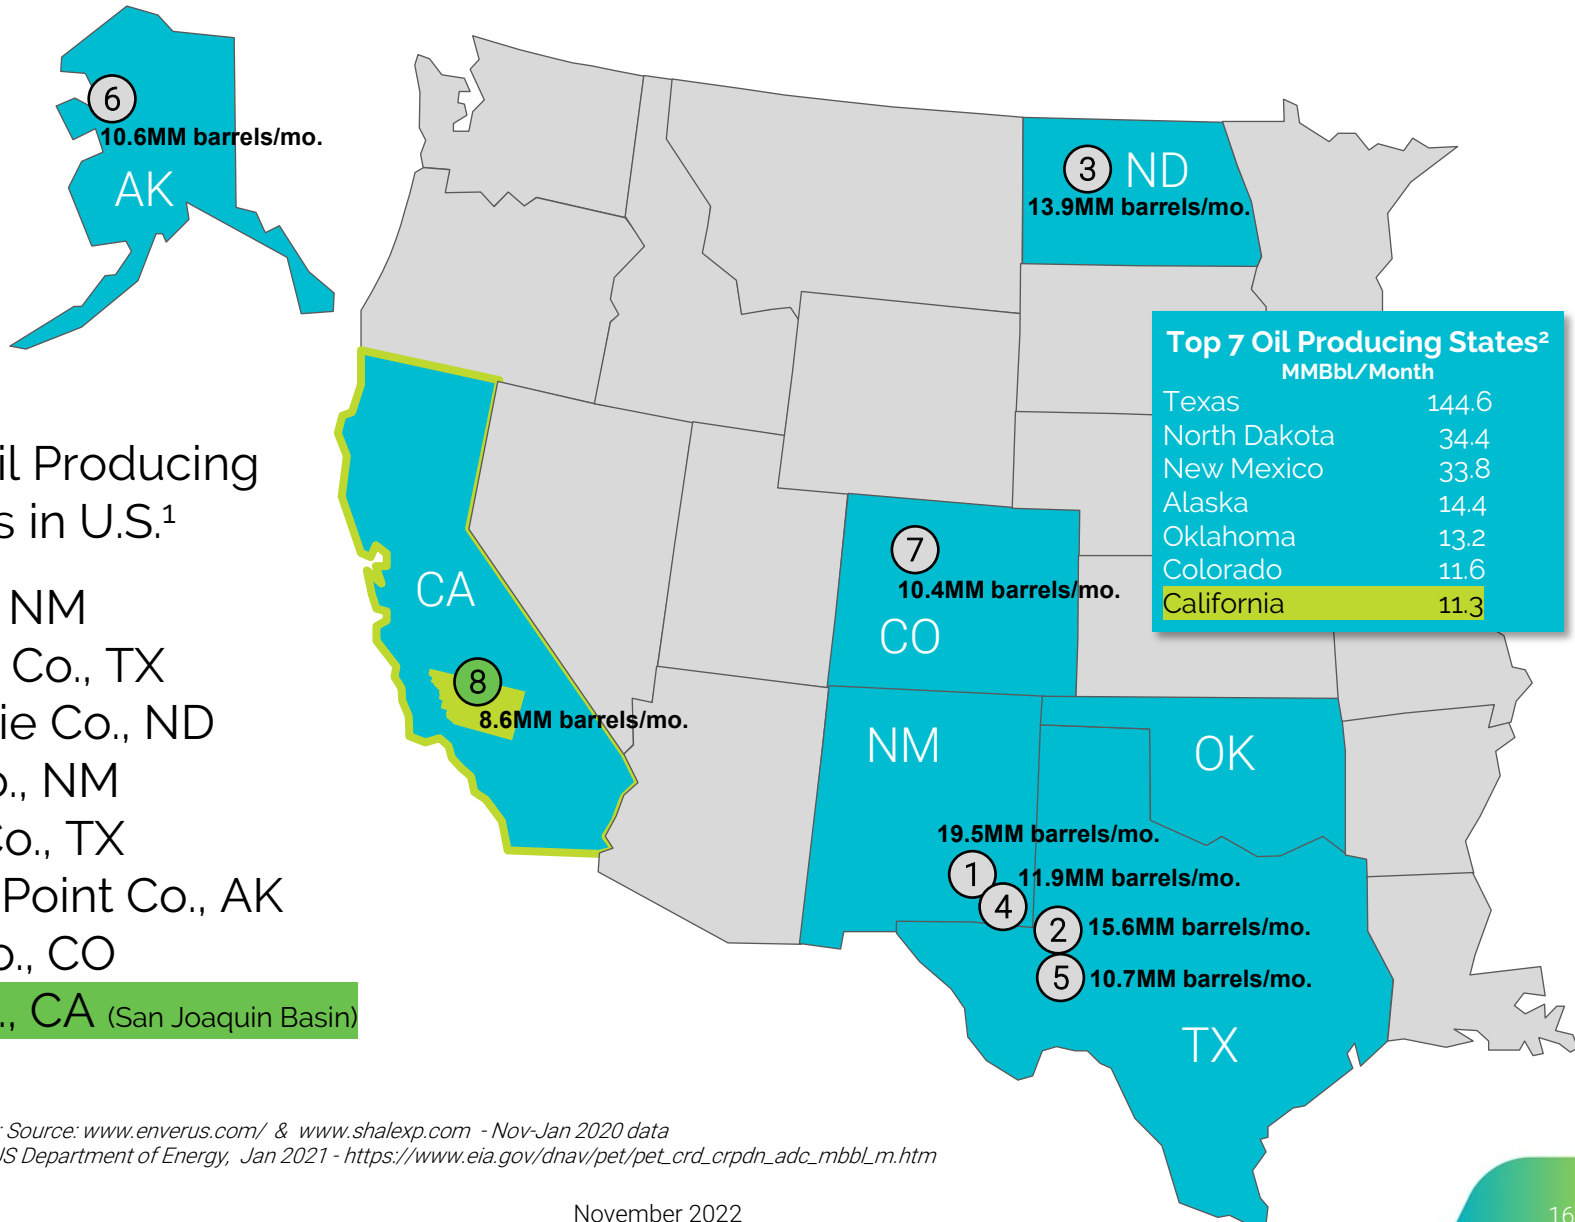 6
10.6MM barrels/mo.
AK
3 ND
13.9MM barrels/mo.
Top 7 Oil Producing States²
MMBbl/Month
Texas 144.6
North Dakota 34.4
New Mexico 33.8
Alaska 14.4
Oklahoma 13.2
Colorado 11.6
California 11.3
il Producing
s in U.S.¹
NM
Co., TX
ie Co., ND
o., NM
Co., TX
Point Co., AK
o., CO
., CA (San Joaquin Basin)
CA
8
8.6MM barrels/mo.
7
10.4MM barrels/mo.
CO
NM
OK
19.5MM barrels/mo.
1
11.9MM barrels/mo.
4
2 15.6MM barrels/mo.
5 10.7MM barrels/mo.
TX
: Source: www.enverus.com/ & www.shalexp.com - Nov-Jan 2020 data
US Department of Energy, Jan 2021 - https://www.eia.gov/dnav/pet/pet_crd_crpdn_adc_mbbl_m.htm
November 2022
16